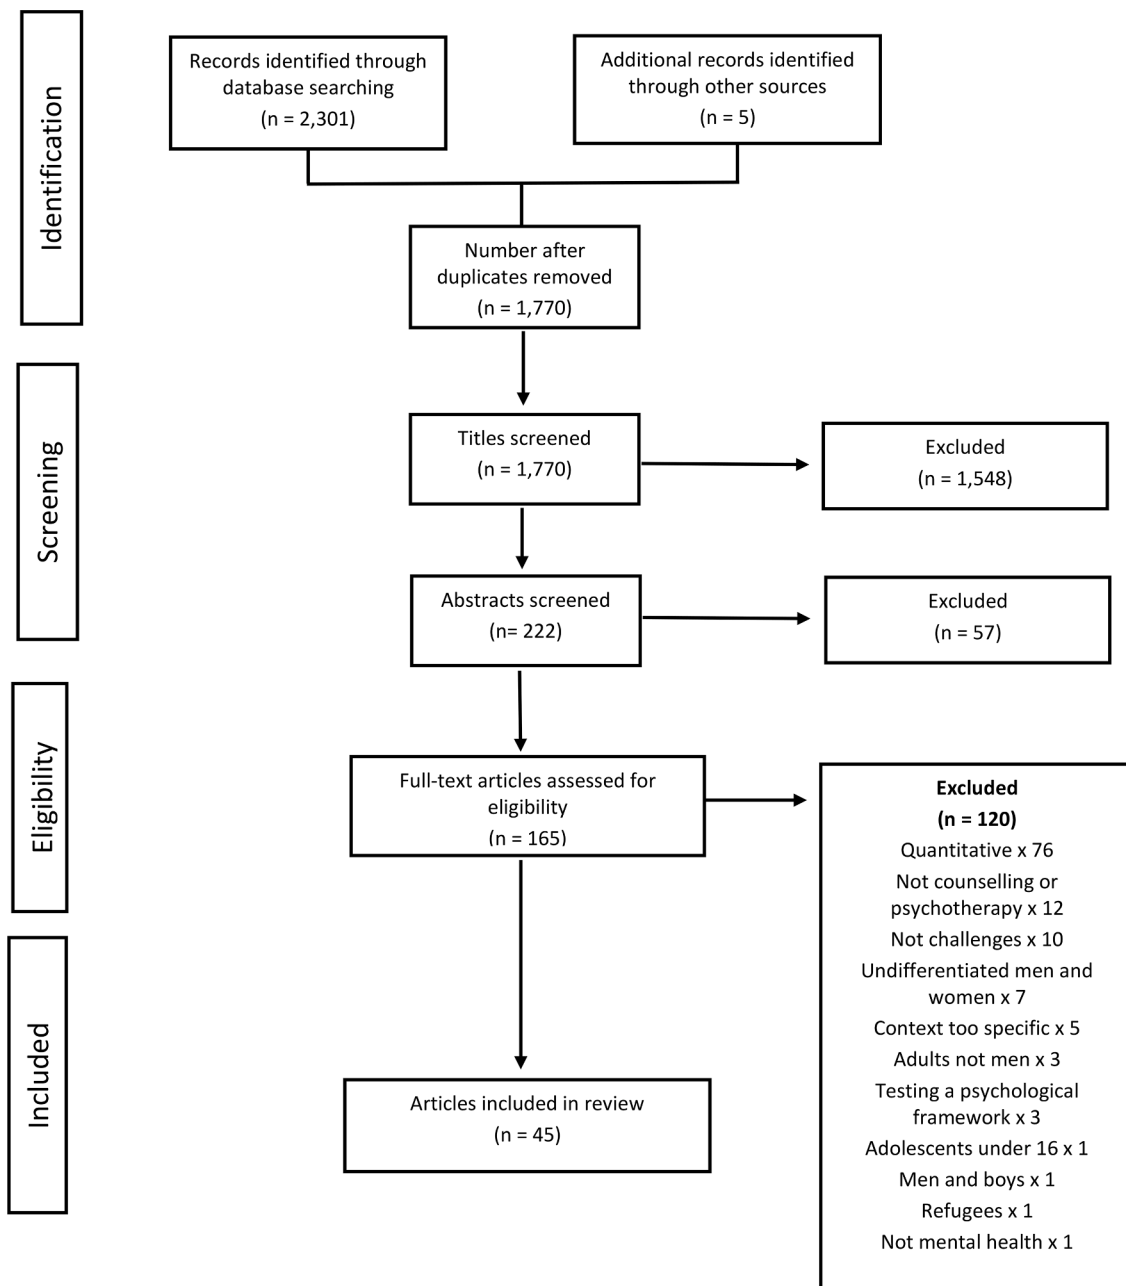 Identification
Records identified through
database searching
(n = 2,301)
Additional records identified
through other sources
(n = 5)
Number after
duplicates removed
(n = 1,770)
Screening
Titles screened
(n = 1,770)
Excluded
(n = 1,548)
Abstracts screened
(n= 222)
Excluded
(n = 57)
Eligibility
Full-text articles assessed for
eligibility
(n = 165)
Excluded
(n = 120)
Quantitative x 76
Not counselling or
psychotherapy x 12
Not challenges x 10
Undifferentiated men and
women x 7
Context too specific x 5
Adults not men x 3
Testing a psychological
framework x 3
Adolescents under 16 x 1
Men and boys x 1
Refugees x 1
Not mental health x 1
Included
Articles included in review
(n = 45)